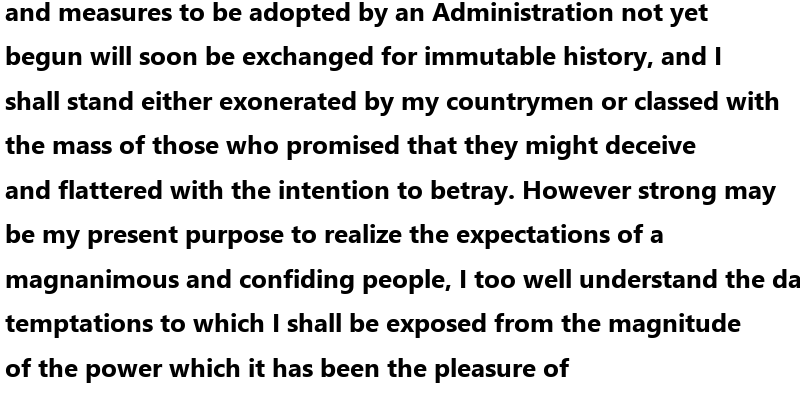 and measures to be adopted by an Administration not yet
begun will soon be exchanged for immutable history, and I
shall stand either exonerated by my countrymen or classed with
the mass of those who promised that they might deceive
and flattered with the intention to betray. However strong may
be my present purpose to realize the expectations of a
magnanimous and confiding people, I too well understand the
temptations to which I shall be exposed from the magnitude
of the power which it has been the pleasure of